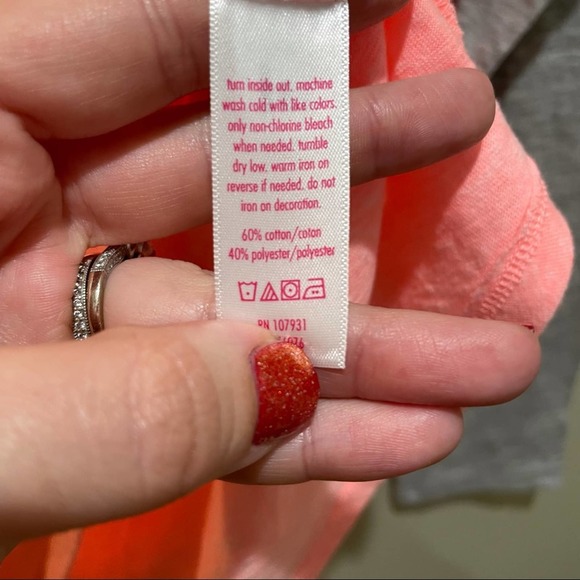 turn inside out. machine
wash cold with like colors.
only non-chlorine bleach
when needed. tumble
dry low. warm iron on
reverse if needed. do not
iron on decoration.
60% cotton/coton
40% polyester/polyester
RN 107931